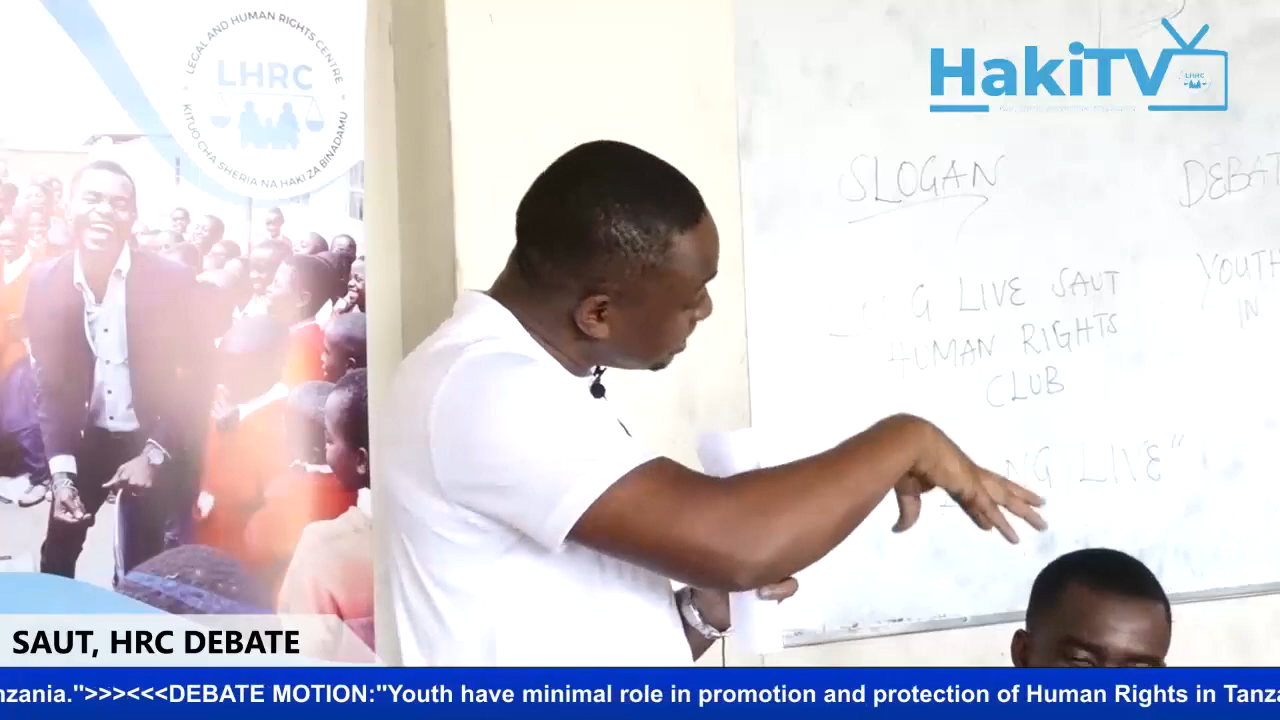 LEGAL AND HUMAN RIGHTS CENTRE
LHRC
KITUO CHA SHERIA NA HAKI ZA BINADAMU
HakiTV
LHRC
SLOGAN
G LIVE SAUT
HUMAN RIGHTS
CLUB
NG LIVE"
DEBAT
YOUTH
IN
SAUT, HRC DEBATE
nzania.">>><<<DEBATE MOTION:"Youth have minimal role in promotion and protection of Human Rights in Tanza